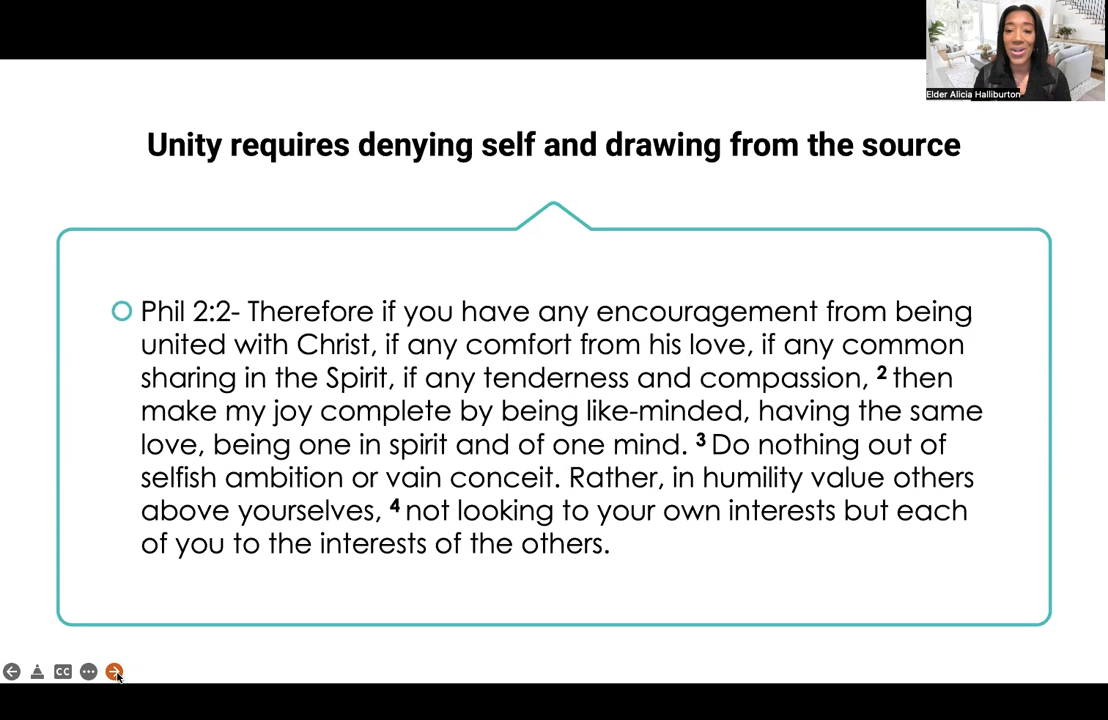 Elder Alicia Halliburton
Unity requires denying self and drawing from the source
Phil 2:2- Therefore if you have any encouragement from being
united with Christ, if any comfort from his love, if any common
sharing in the Spirit, if any tenderness and compassion, 2 then
make my joy complete by being like-minded, having the same
love, being one in spirit and of one mind. 3 Do nothing out of
selfish ambition or vain conceit. Rather, in humility value others
above yourselves, 4 not looking to your own interests but each
of you to the interests of the others.
CC